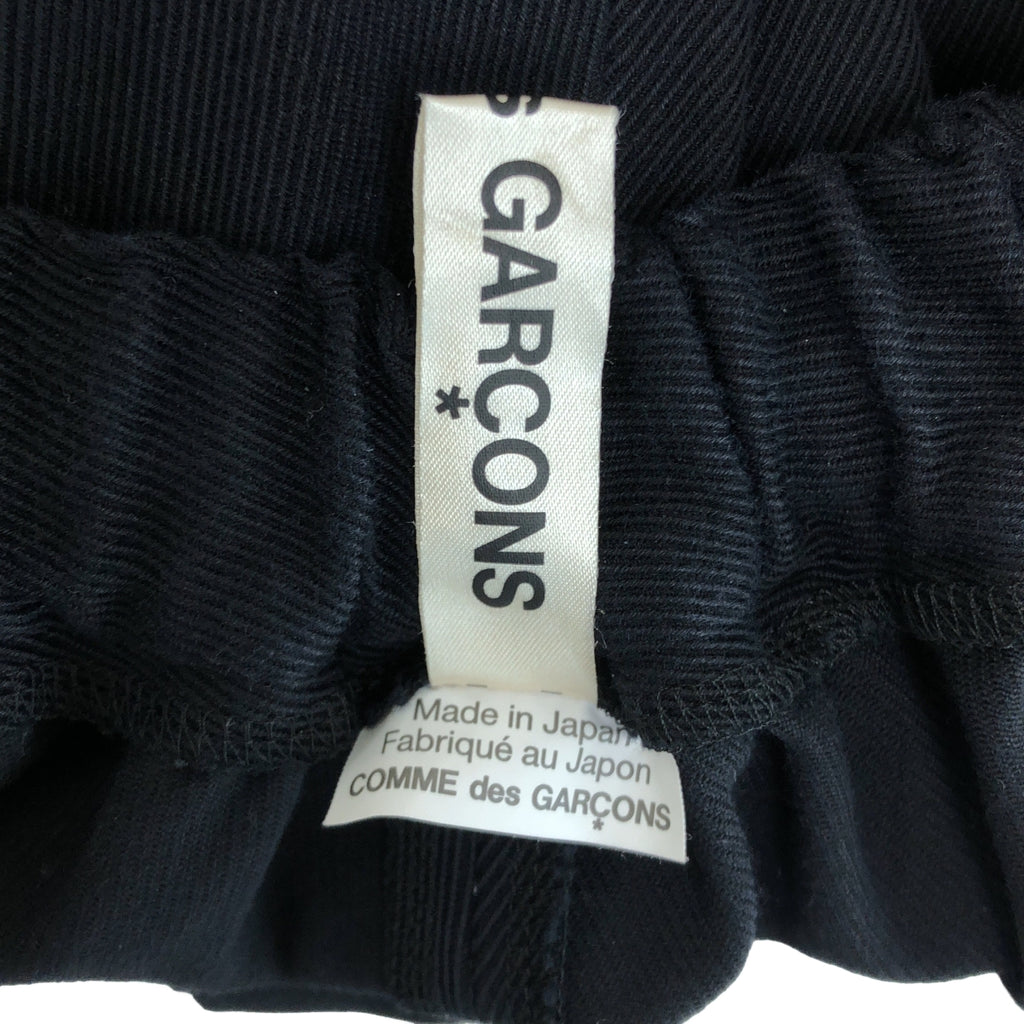 S GARÇONS
*
Made in Japan
Fabriqué au Japon
COMME des GARÇONS
*